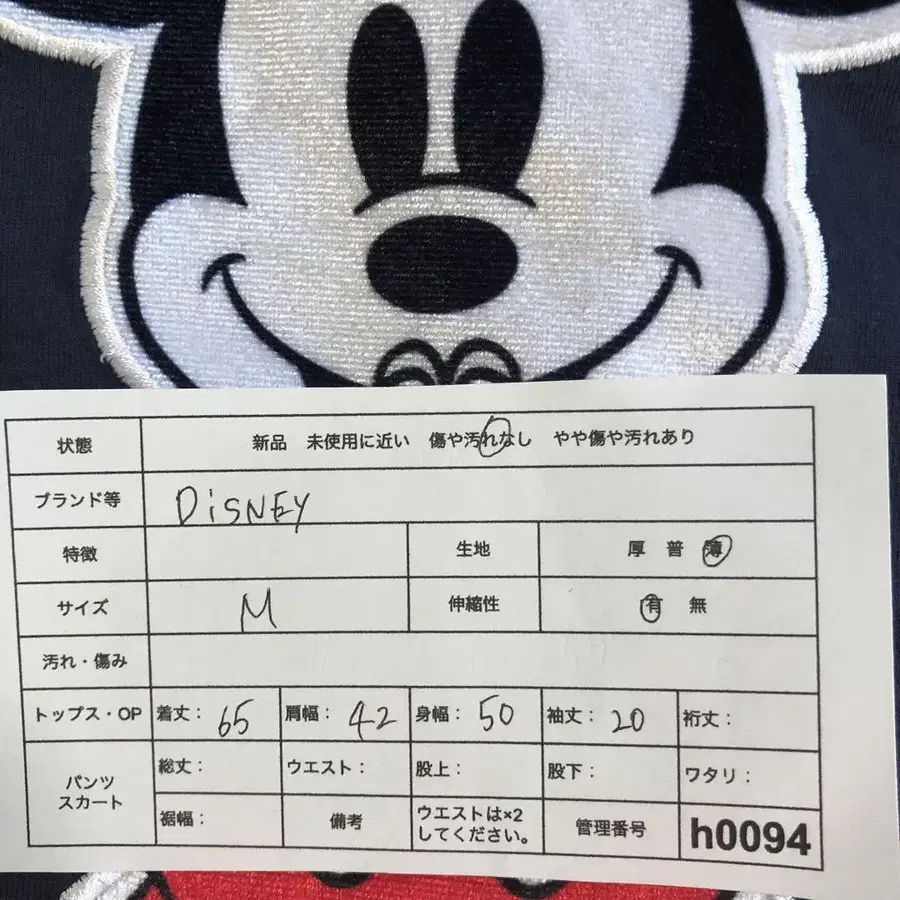 状態 新品 未使用に近い 傷や汚れなし やや傷や汚れあり
ブランド等 DiSNEY
特徴 生地 厚 普 薄
サイズ M 伸縮性 有 無
汚れ・傷み
トップス・OP 着丈： 65 肩幅： 42 身幅： 50 袖丈： 20 裄丈：
パンツ
スカート
総丈： ウエスト： 股上： 股下： ワタリ：
裾幅： 備考 ウエストは×2
してください。 管理番号 h0094